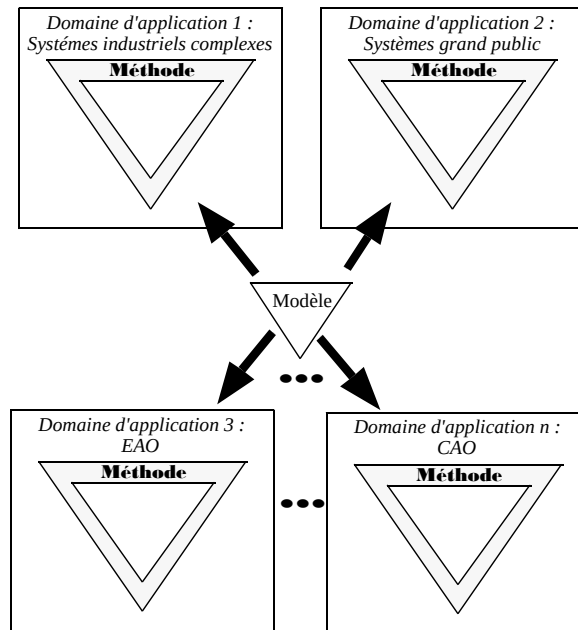 Domaine d'application 1 :
Systémes industriels complexes
Méthode
Domaine d'application 2 :
Systèmes grand public
Méthode
Modèle
Domaine d'application 3 :
EAO
Méthode
Domaine d'application n :
CAO
Méthode